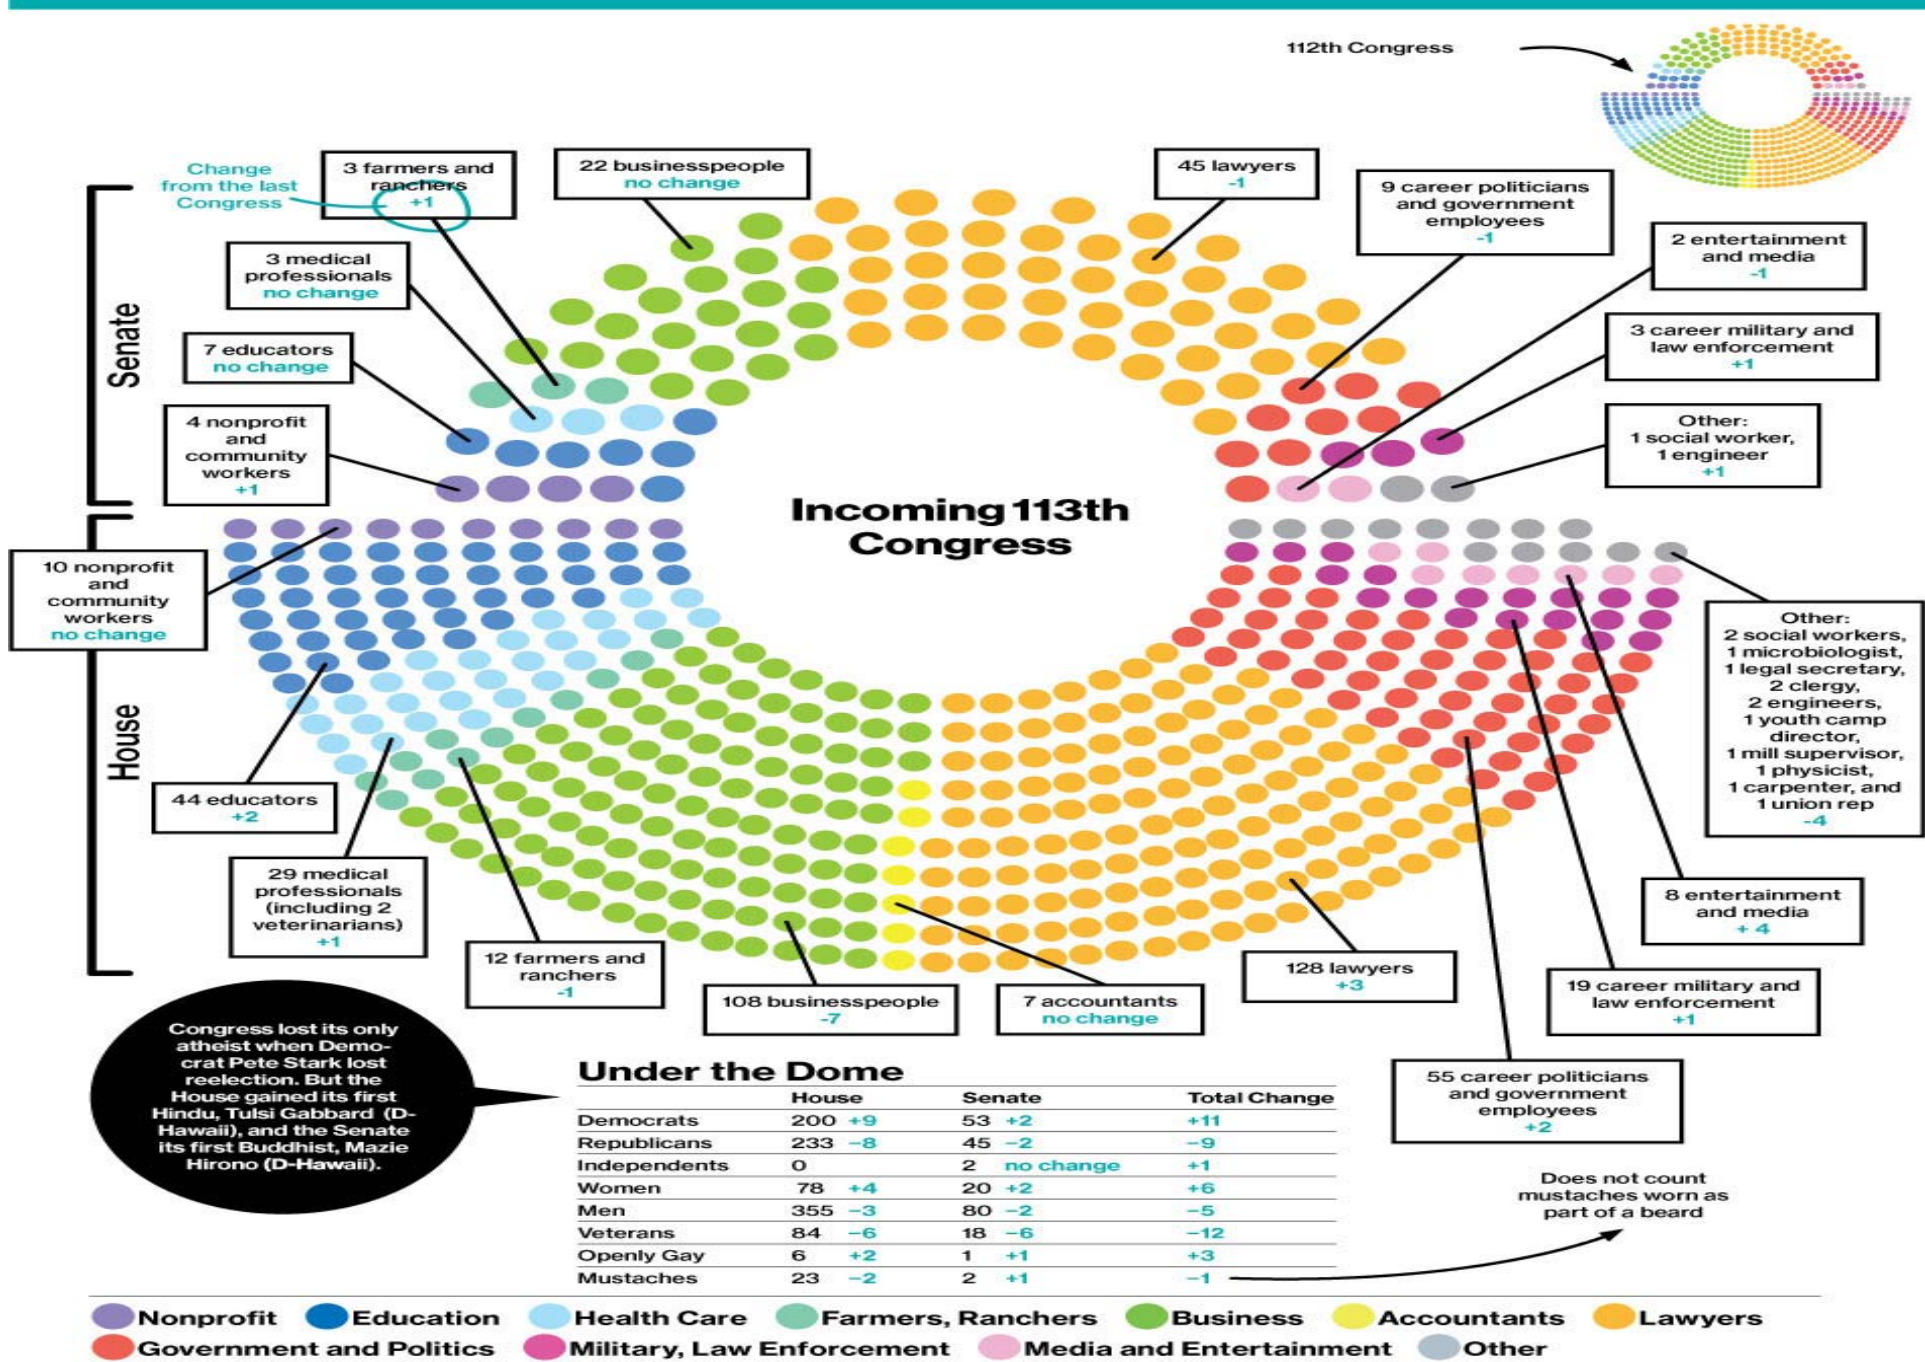 112th Congress
Change
from the last
Congress
3 farmers and
ranchers
+1
22 businesspeople
no change
45 lawyers
-1
9 career politicians
and government
employees
-1
2 entertainment
and media
-1
3 medical
professionals
no change
3 career military and
law enforcement
+1
7 educators
no change
Senate
4 nonprofit
and
community
workers
+1
Other:
1 social worker,
1 engineer
+1
Incoming 113th
Congress
10 nonprofit
and
community
workers
no change
House
Other:
2 social workers,
1 microbiologist,
1 legal secretary,
2 clergy,
2 engineers,
1 youth camp
director,
1 mill supervisor,
1 physicist,
1 carpenter, and
1 union rep
-4
44 educators
+2
29 medical
professionals
(including 2
veterinarians)
+1
12 farmers and
ranchers
-1
108 businesspeople
-7
7 accountants
no change
128 lawyers
+3
8 entertainment
and media
+ 4
19 career military and
law enforcement
+1
55 career politicians
and government
employees
+2
Congress lost its only
atheist when Demo-
crat Pete Stark lost
reelection. But the
House gained its first
Hindu, Tulsi Gabbard (D-
Hawaii), and the Senate
its first Buddhist, Mazie
Hirono (D-Hawaii).
Under the Dome
House Senate Total Change
Democrats 200 +9 53 +2 +11
Republicans 233 -8 45 -2 -9
Independents 0 2 no change +1
Women 78 +4 20 +2 +6
Men 355 -3 80 -2 -5
Veterans 84 -6 18 -6 -12
Openly Gay 6 +2 1 +1 +3
Mustaches 23 -2 2 +1 -1
Does not count
mustaches worn as
part of a beard
Nonprofit Education Health Care Farmers, Ranchers Business Accountants Lawyers
Government and Politics Military, Law Enforcement Media and Entertainment Other